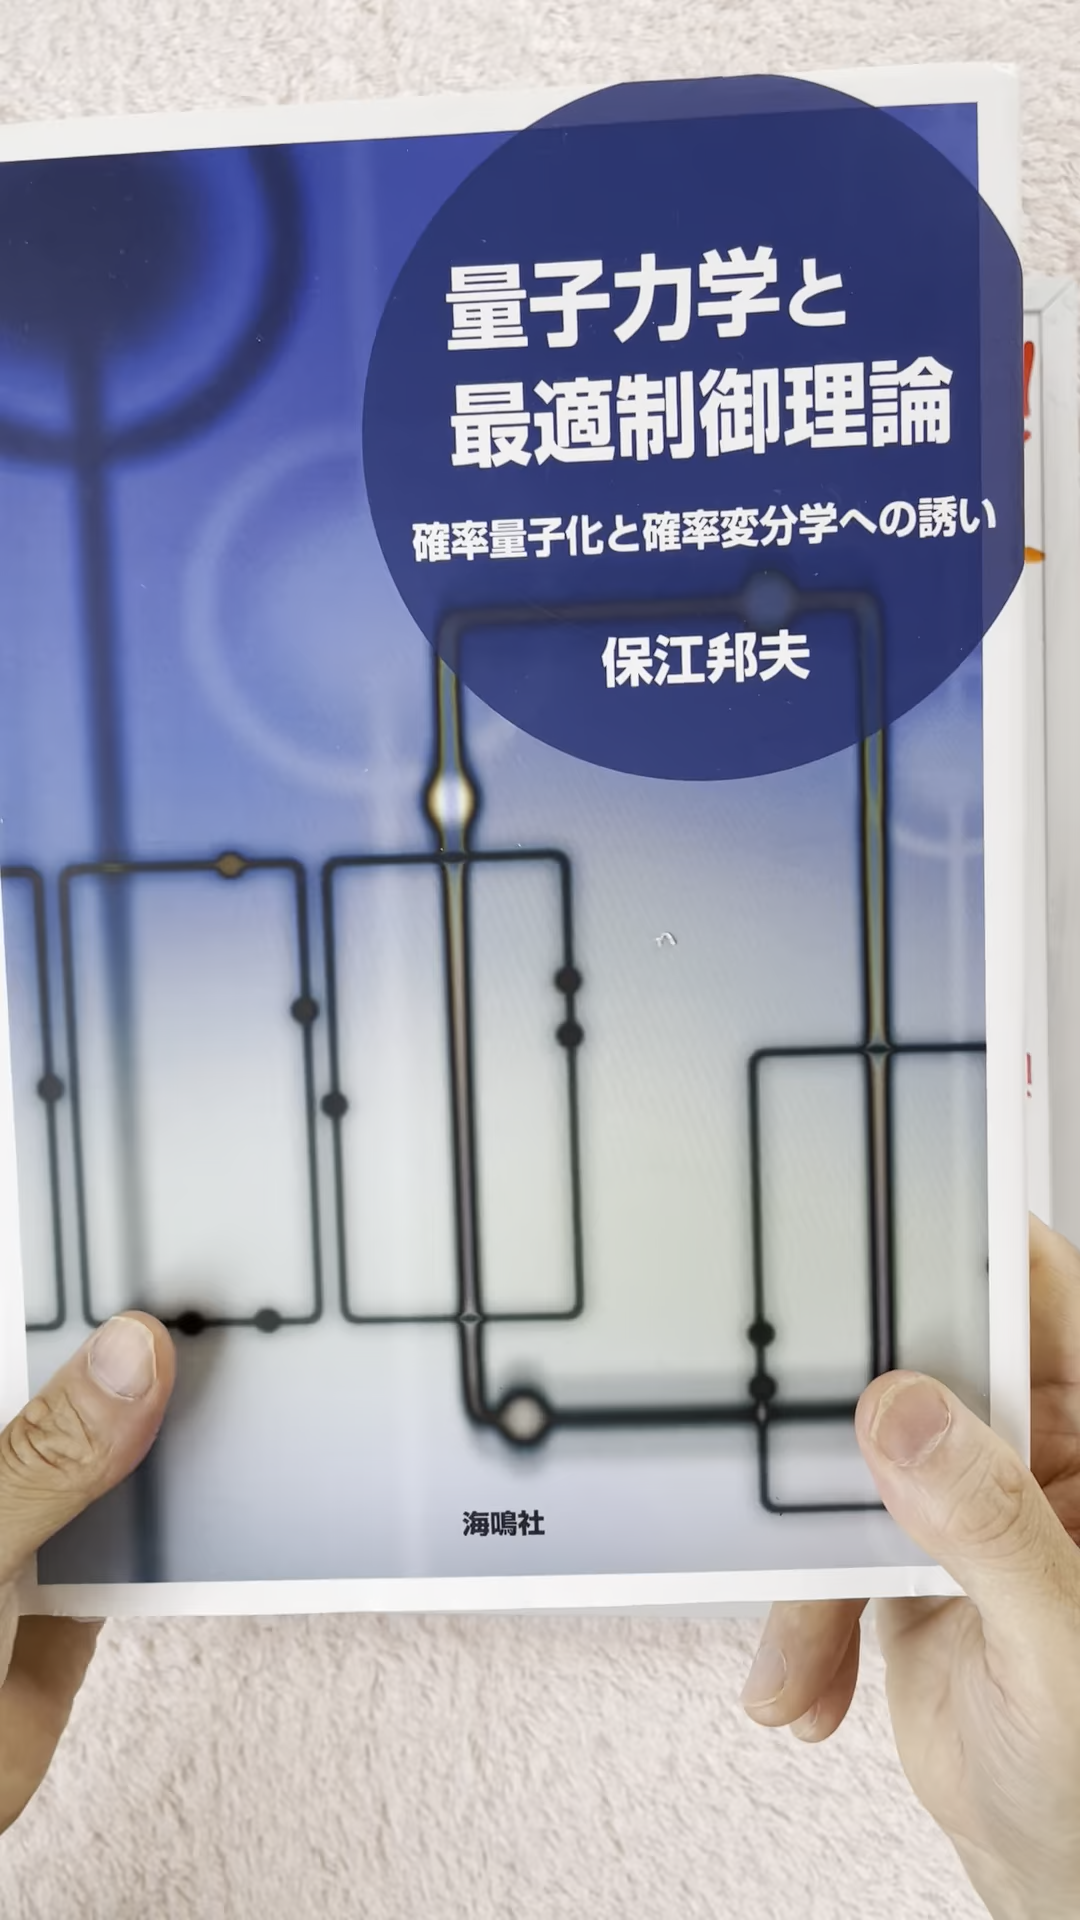 量子力学と
最適制御理論
確率量子化と確率変分学への誘い
保江邦夫
海鳴社